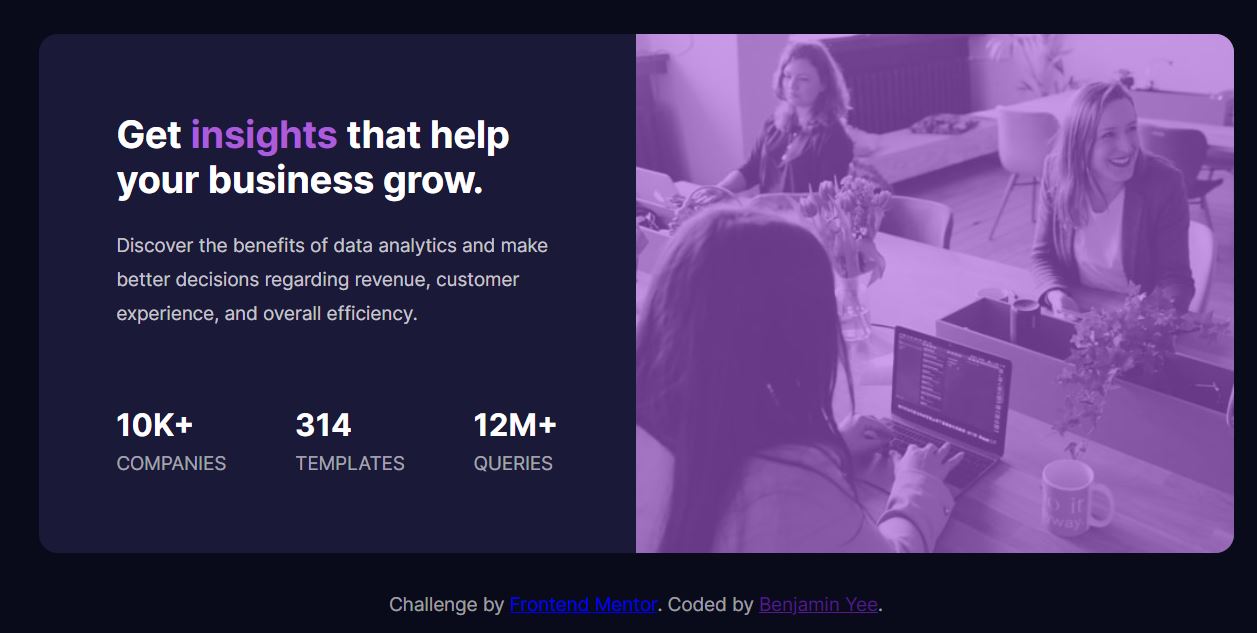 Get insights that help
your business grow.
Discover the benefits of data analytics and make
better decisions regarding revenue, customer
experience, and overall efficiency.
10K+ 314 12M+
COMPANIES TEMPLATES QUERIES
Challenge by Frontend Mentor. Coded by Benjamin Yee.